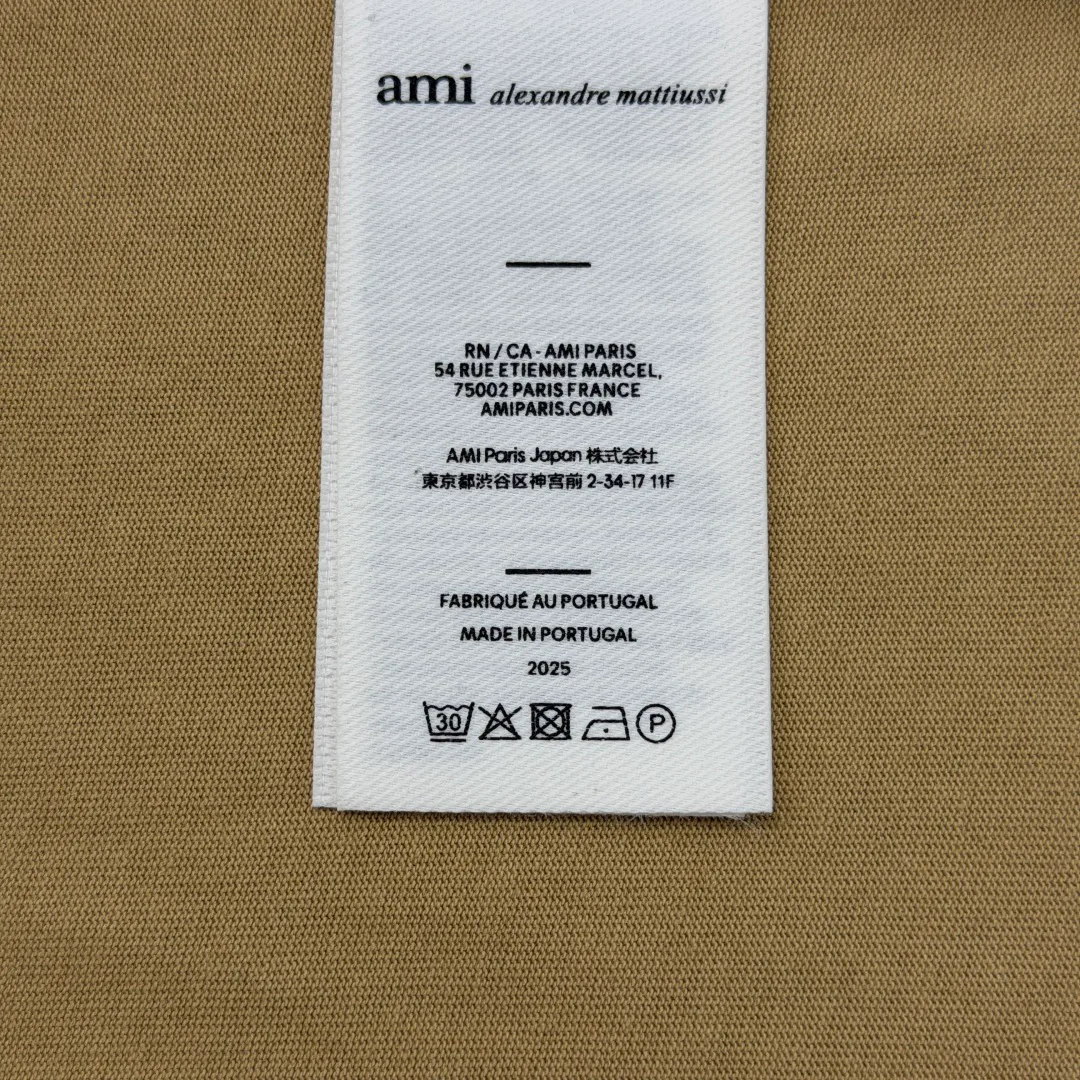 ami alexandre mattiussi
RN / CA - AMI PARIS
54 RUE ETIENNE MARCEL,
75002 PARIS FRANCE
AMIPARIS.COM
AMI Paris Japan 株式会社
東京都渋谷区神宮前 2-34-17 11F
FABRIQUÉ AU PORTUGAL
MADE IN PORTUGAL
2025
30 P